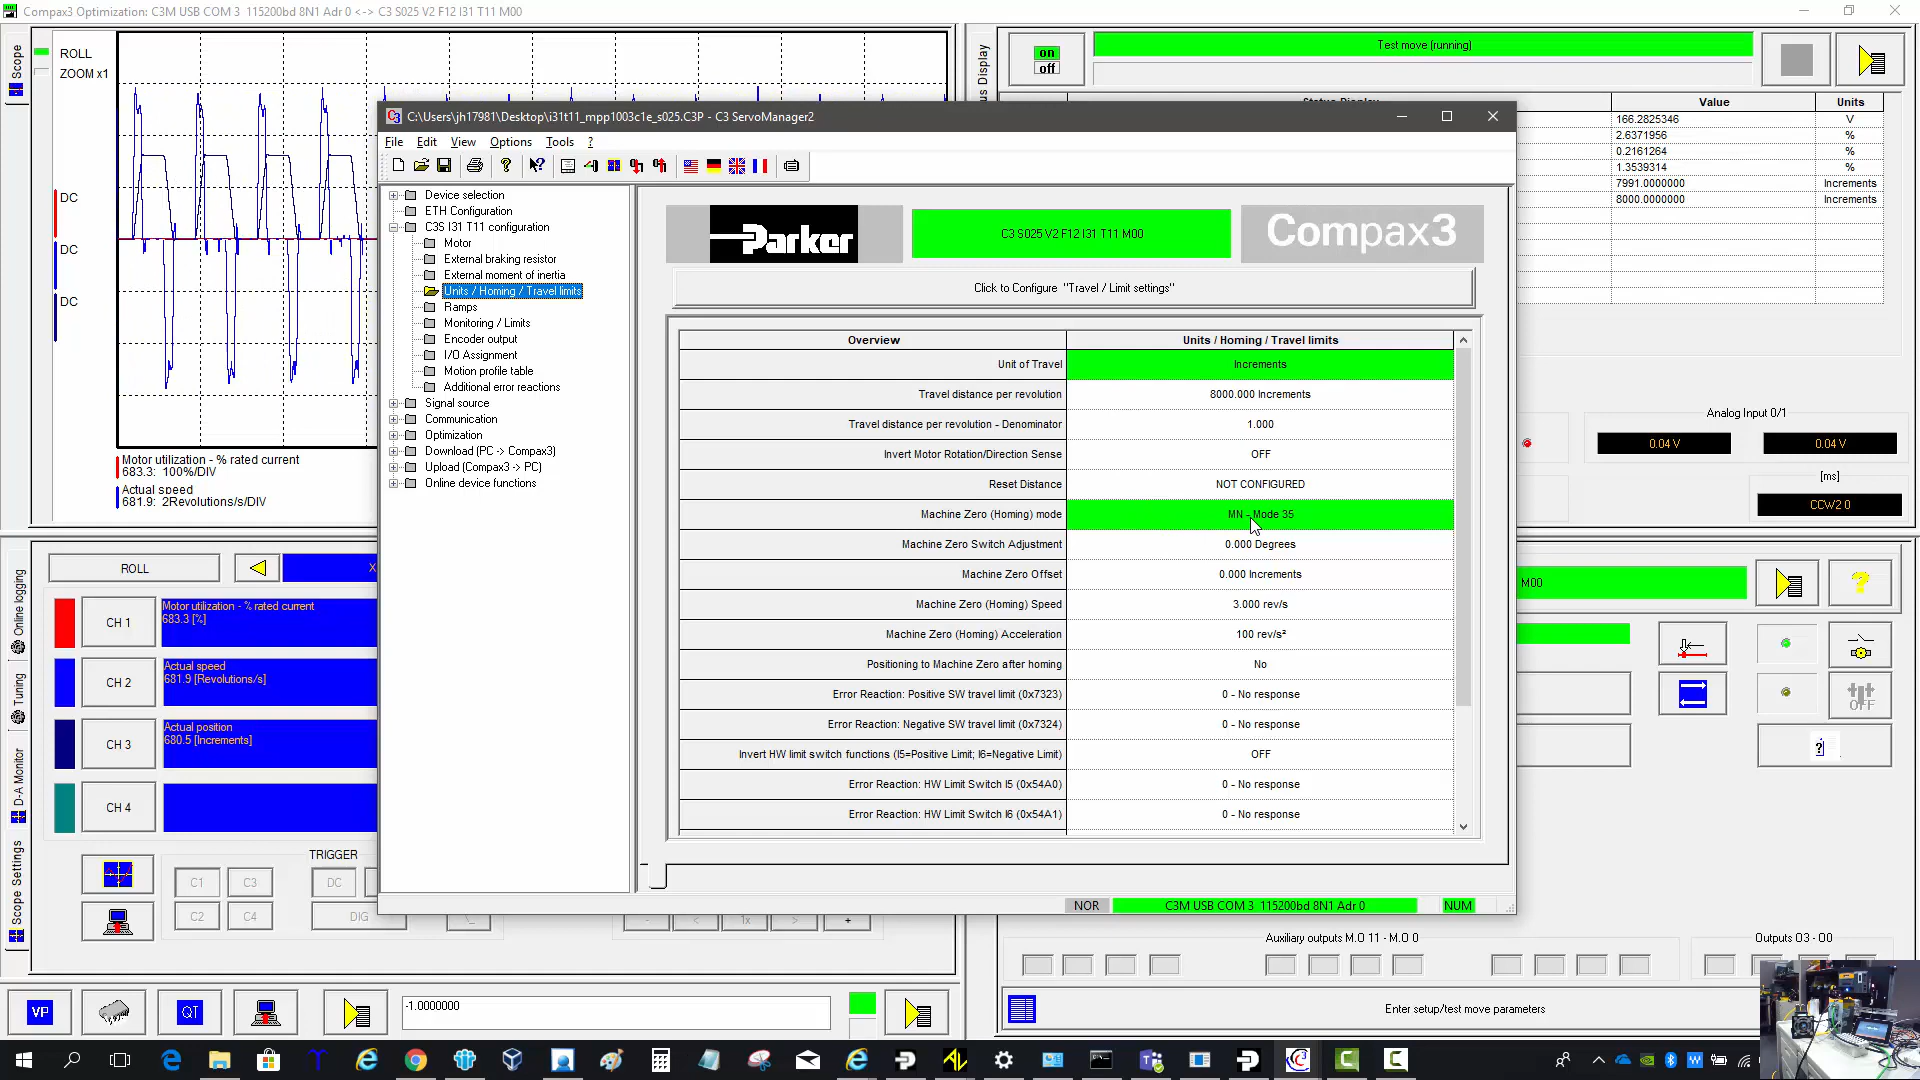 Compax3 Optimization: C3M USB COM 3 115200bd 8N1 Adr 0 <-> C3 S025 V2 F12 I31 T11 M00
Scope
ROLL
ZOOM x1
DC
DC
DC
Motor utilization - % rated current
683.3: 100%/DIV
Actual speed
681.9: 2Revolutions/s/DIV
on
off
Test move (running)
Value
Units
166.2825346
V
2.6371956
%
0.2161264
%
1.3539314
%
7991.0000000
Increments
8000.0000000
Increments
Analog Input 0/1
0.04 V
0.04 V
[ms]
CCW2 0
C:\Users\jh17981\Desktop\i31t11_mpp1003c1e_s025.C3P - C3 ServoManager2
File
Edit
View
Options
Tools
?
Device selection
ETH Configuration
C3S I31 T11 configuration
Motor
External braking resistor
External moment of inertia
Units / Homing / Travel limits
Ramps
Monitoring / Limits
Encoder output
I/O Assignment
Motion profile table
Additional error reactions
Signal source
Communication
Optimization
Download (PC -> Compax3)
Upload (Compax3 -> PC)
Online device functions
Parker
C3 S025 V2 F12 I31 T11 M00
Compax3
Click to Configure "Travel / Limit settings"
Overview
Units / Homing / Travel limits
Unit of Travel
Increments
Travel distance per revolution
8000.000 Increments
Travel distance per revolution - Denominator
1.000
Invert Motor Rotation/Direction Sense
OFF
Reset Distance
NOT CONFIGURED
Machine Zero (Homing) mode
MN - Mode 35
Machine Zero Switch Adjustment
0.000 Degrees
Machine Zero Offset
0.000 Increments
Machine Zero (Homing) Speed
3.000 rev/s
Machine Zero (Homing) Acceleration
100 rev/s²
Positioning to Machine Zero after homing
No
Error Reaction: Positive SW travel limit (0x7323)
0 - No response
Error Reaction: Negative SW travel limit (0x7324)
0 - No response
Invert HW limit switch functions (I5=Positive Limit; I6=Negative Limit)
OFF
Error Reaction: HW Limit Switch I5 (0x54A0)
0 - No response
Error Reaction: HW Limit Switch I6 (0x54A1)
0 - No response
NOR
C3M USB COM 3 115200bd 8N1 Adr 0
NUM
Online logging
Tuning
D-A Monitor
Scope Settings
ROLL
X
CH 1
Motor utilization - % rated current
683.3 [%]
CH 2
Actual speed
681.9 [Revolutions/s]
CH 3
Actual position
680.5 [Increments]
CH 4
TRIGGER
C1
C3
DC
C2
C4
DIG
-
<
1x
>
+
M00
?
OFF
?
Auxiliary outputs M.O 11 - M.O 0
Outputs O3 - O0
VP
QT
-1.0000000
Enter setup/test move parameters